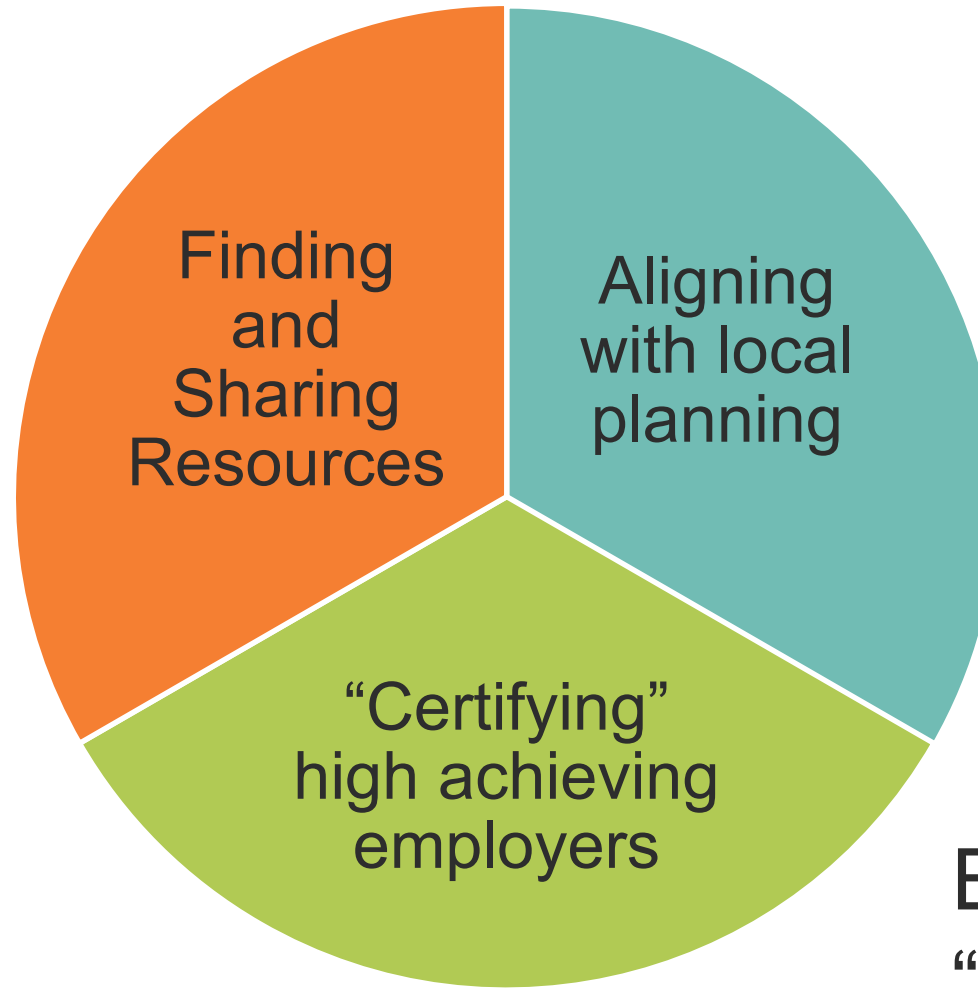 Finding
and
Sharing
Resources
Aligning
with local
planning
“Certifying”
high achieving
employers